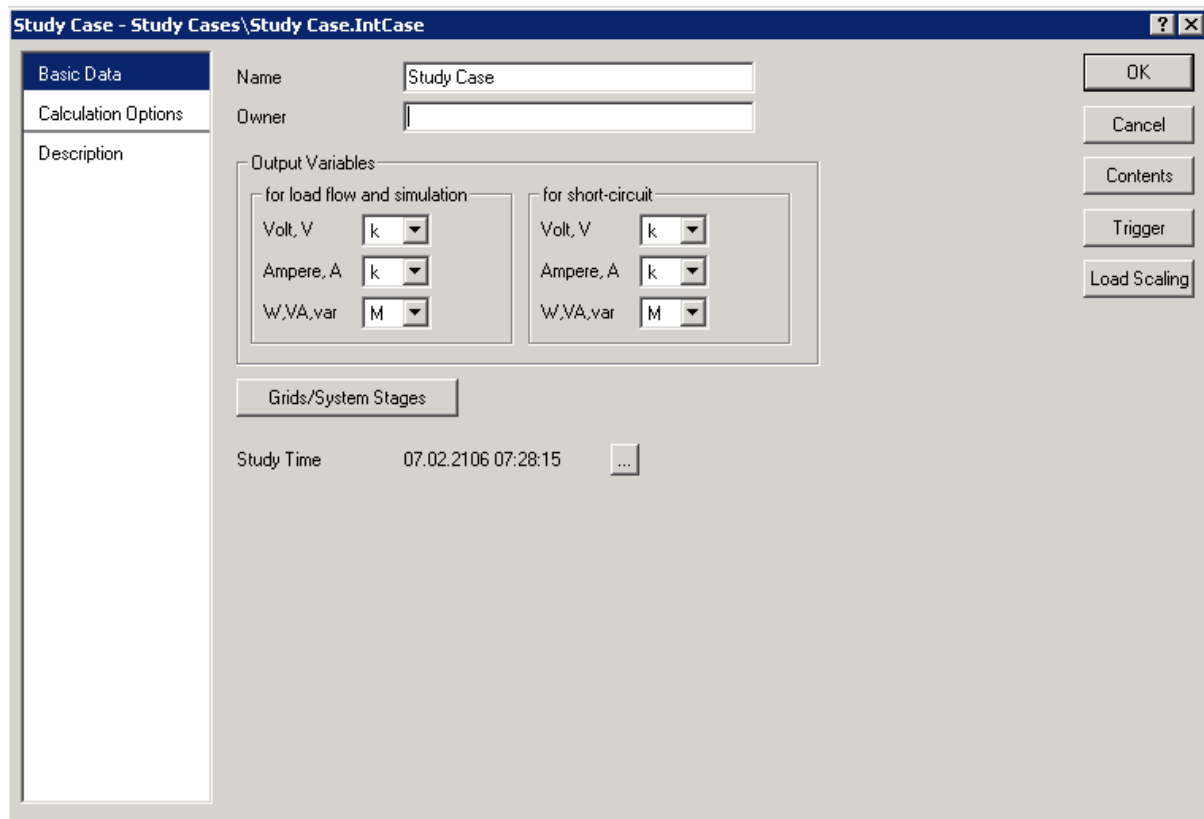 Study Case - Study Cases\Study Case.IntCase
Basic Data
Calculation Options
Description
Name Study Case
Owner
Output Variables
for load flow and simulation
Volt, V k
Ampere, A k
W,VA,var M
for short-circuit
Volt, V k
Ampere, A k
W,VA,var M
Grids/System Stages
Study Time 07.02.2106 07:28:15 ...
OK
Cancel
Contents
Trigger
Load Scaling